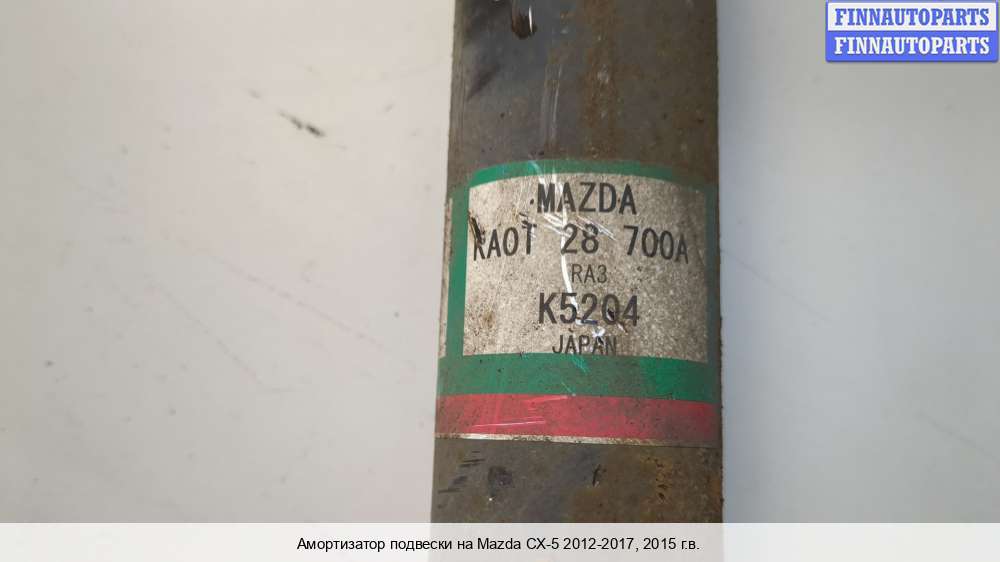 FINNAUTOPARTS
FINNAUTOPARTS
MAZDA
KA0T 28 700A
RA3
K5204
JAPAN
Амортизатор подвески на Mazda CX-5 2012-2017, 2015 г.в.